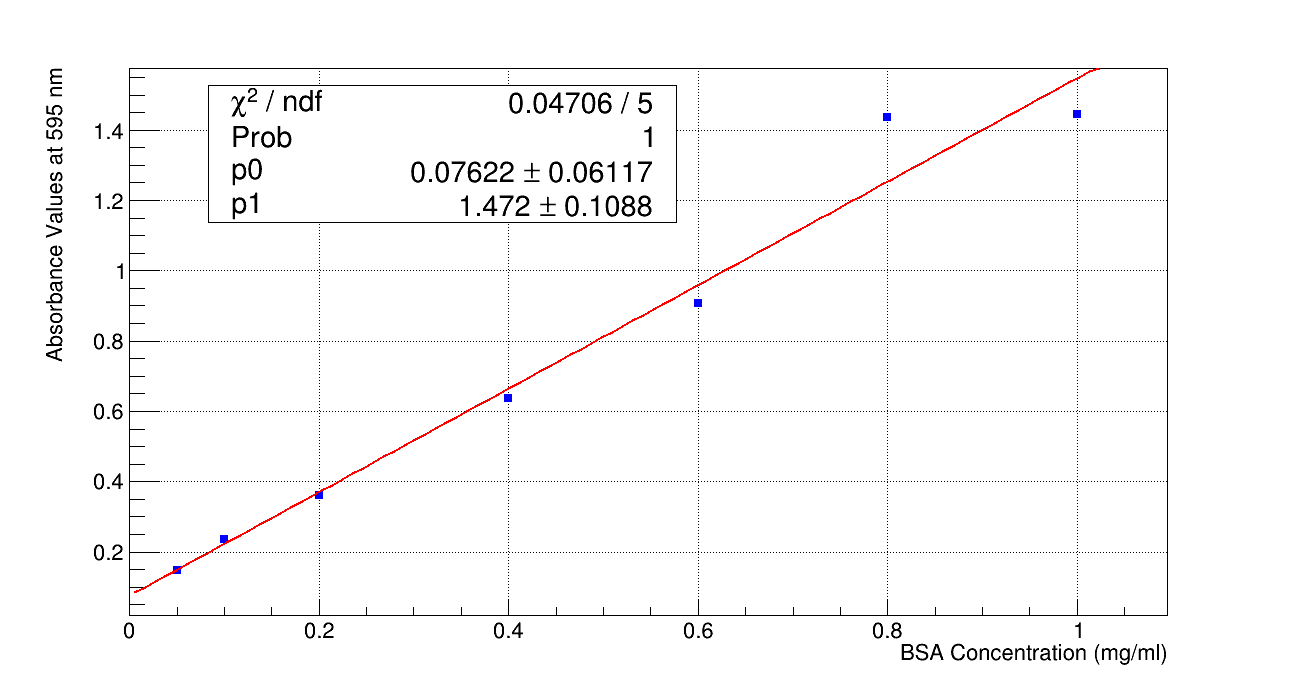 Absorbance Values at 595 nm
χ² / ndf 0.04706 / 5
Prob 1
p0 0.07622 ± 0.06117
p1 1.472 ± 0.1088
1.4
1.2
1
0.8
0.6
0.4
0.2
0 0.2 0.4 0.6 0.8 1
BSA Concentration (mg/ml)